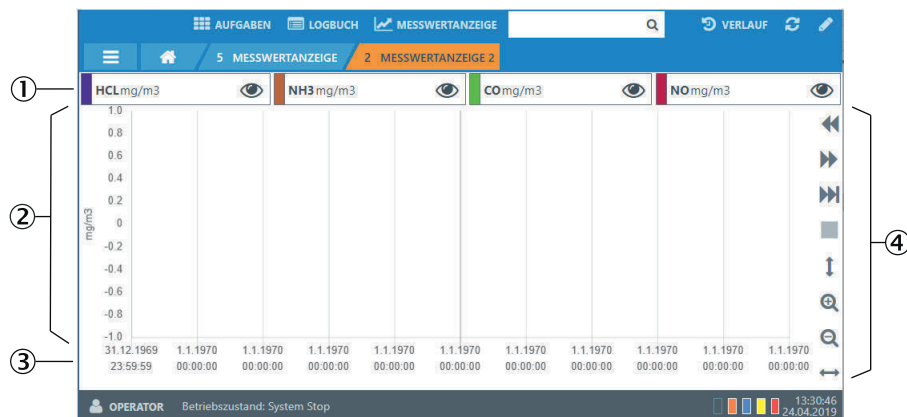 AUFGABEN LOGBUCH MESSWERTANZEIGE VERLAUF
5 MESSWERTANZEIGE 2 MESSWERTANZEIGE 2
① HCL mg/m3 NH3 mg/m3 CO mg/m3 NO mg/m3
1.0
0.8
0.6
0.4
② 0.2
mg/m3 0
④
-0.2
-0.4
-0.6
-0.8
-1.0
③ 31.12.1969 1.1.1970 1.1.1970 1.1.1970 1.1.1970 1.1.1970 1.1.1970 1.1.1970 1.1.1970 1.1.1970 1.1.1970
23:59:59 00:00:00 00:00:00 00:00:00 00:00:00 00:00:00 00:00:00 00:00:00 00:00:00 00:00:00 00:00:00
OPERATOR Betriebszustand: System Stop 13:30:46
24.04.2019